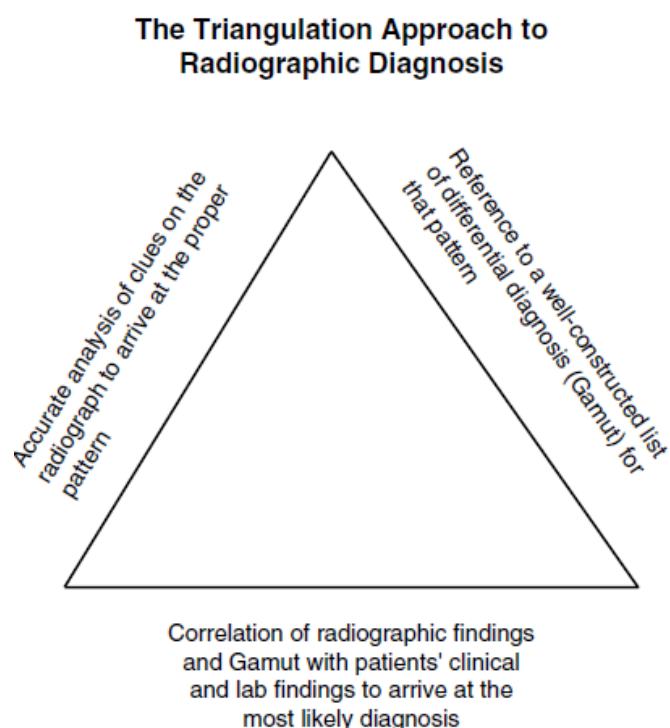 The Triangulation Approach to
Radiographic Diagnosis
Accurate analysis of clues on the
radiograph to arrive at the proper
pattern
Reference to a well-constructed list
of differential diagnosis (Gamut) for
that pattern
Correlation of radiographic findings
and Gamut with patients' clinical
and lab findings to arrive at the
most likely diagnosis